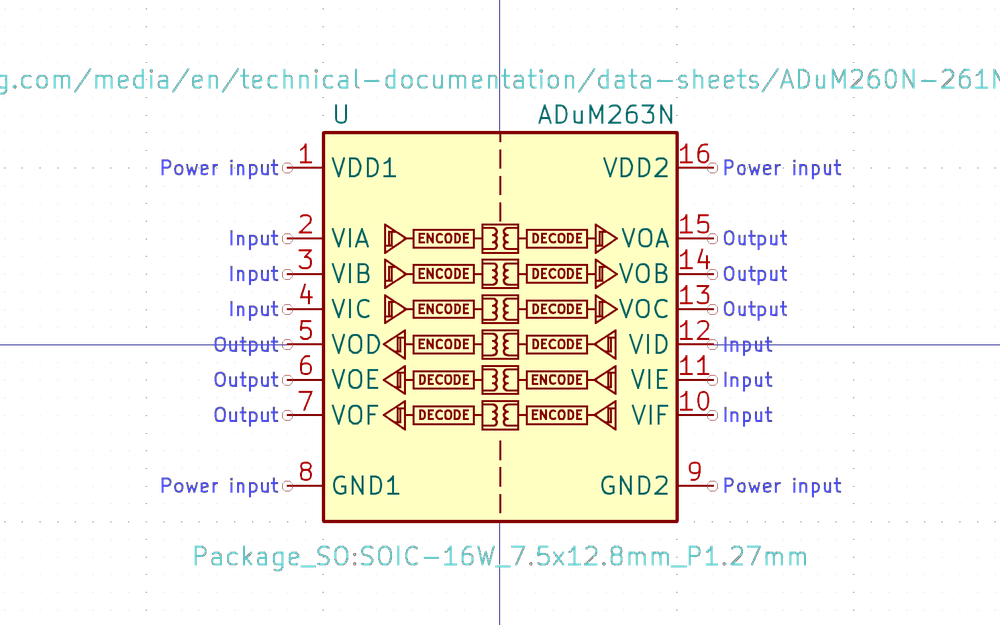 g.com/media/en/technical-documentation/data-sheets/ADuM260N-261N
U ADuM263N
Power input 1 VDD1 VDD2 16 Power input
Input 2 VIA ENCODE DECODE VOA 15 Output
Input 3 VIB ENCODE DECODE VOB 14 Output
Input 4 VIC ENCODE DECODE VOC 13 Output
Output 5 VOD ENCODE DECODE VID 12 Input
Output 6 VOE DECODE ENCODE VIE 11 Input
Output 7 VOF DECODE ENCODE VIF 10 Input
Power input 8 GND1 GND2 9 Power input
Package_SO:SOIC-16W_7.5x12.8mm_P1.27mm